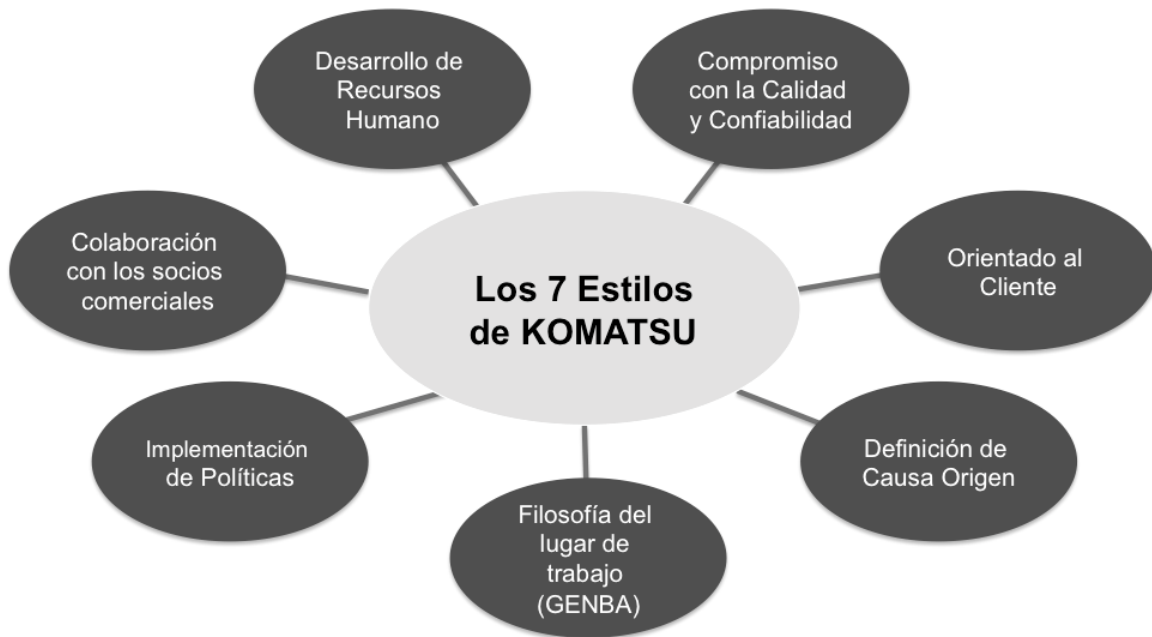 Desarrollo de
Recursos
Humano
Compromiso
con la Calidad
y Confiabilidad
Colaboración
con los socios
comerciales
Los 7 Estilos
de KOMATSU
Orientado al
Cliente
Implementación
de Políticas
Definición de
Causa Origen
Filosofía del
lugar de
trabajo
(GENBA)